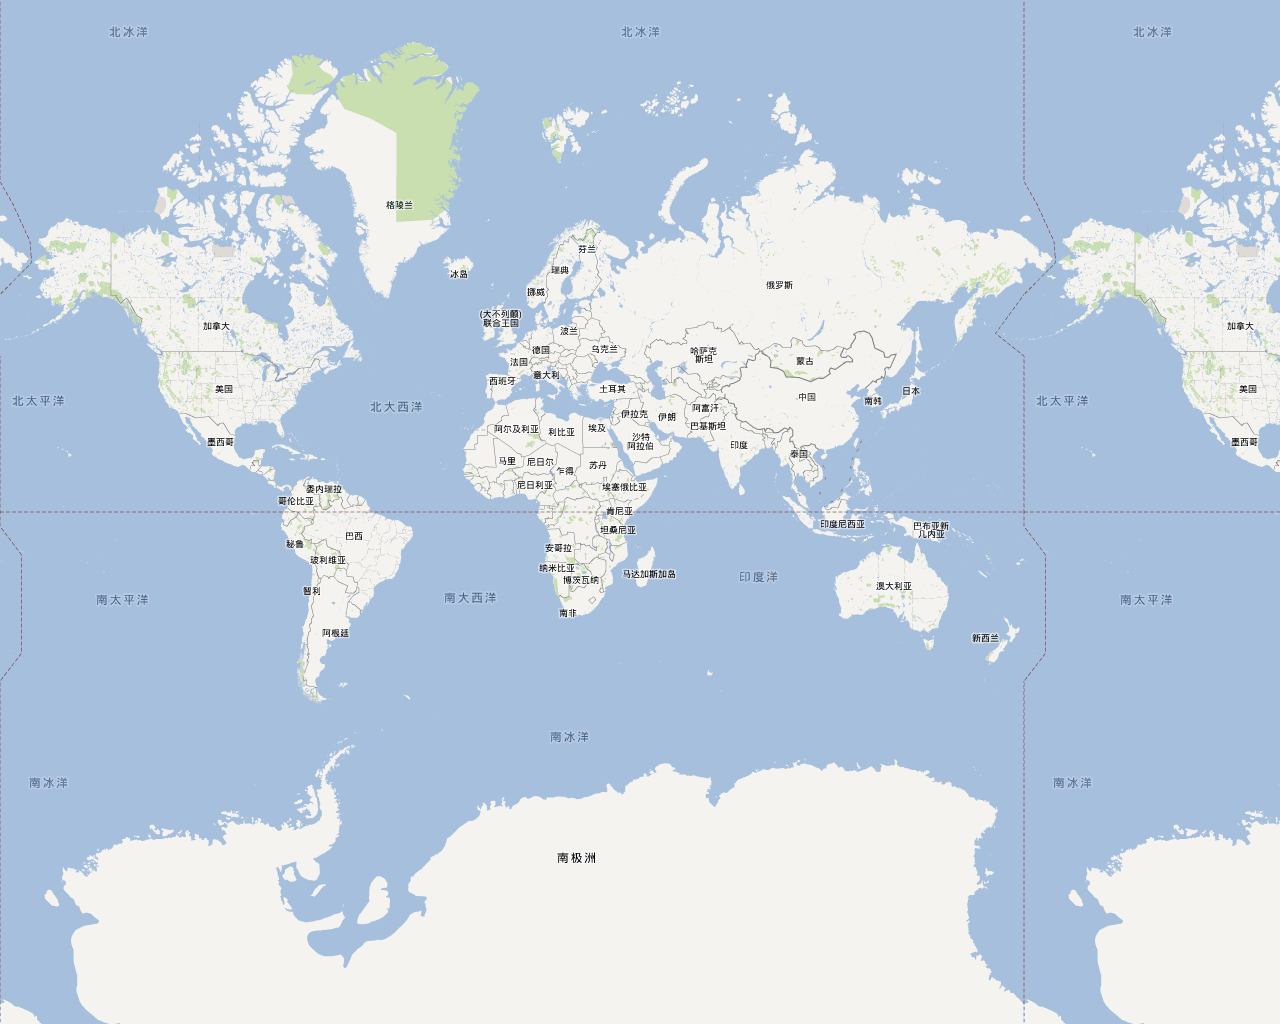 北冰洋
北冰洋
北冰洋
格陵兰
芬兰
瑞典
冰岛
挪威
俄罗斯
(大不列颠)
联合王国
加拿大
加拿大
波兰
德国
乌克兰
哈萨克
斯坦
蒙古
法国
意大利
西班牙
土耳其
美国
美国
中国
日本
南韩
北太平洋
北大西洋
北太平洋
阿富汗
伊拉克
伊朗
巴基斯坦
阿尔及利亚
利比亚
埃及
沙特
阿拉伯
印度
泰国
墨西哥
墨西哥
马里
尼日尔
乍得
苏丹
尼日利亚
埃塞俄比亚
委内瑞拉
哥伦比亚
肯尼亚
印度尼西亚
巴布亚新
几内亚
坦桑尼亚
巴西
秘鲁
安哥拉
玻利维亚
纳米比亚
博茨瓦纳
马达加斯加岛
印度洋
澳大利亚
智利
南太平洋
南大西洋
南太平洋
南非
阿根廷
新西兰
南冰洋
南冰洋
南冰洋
南极洲